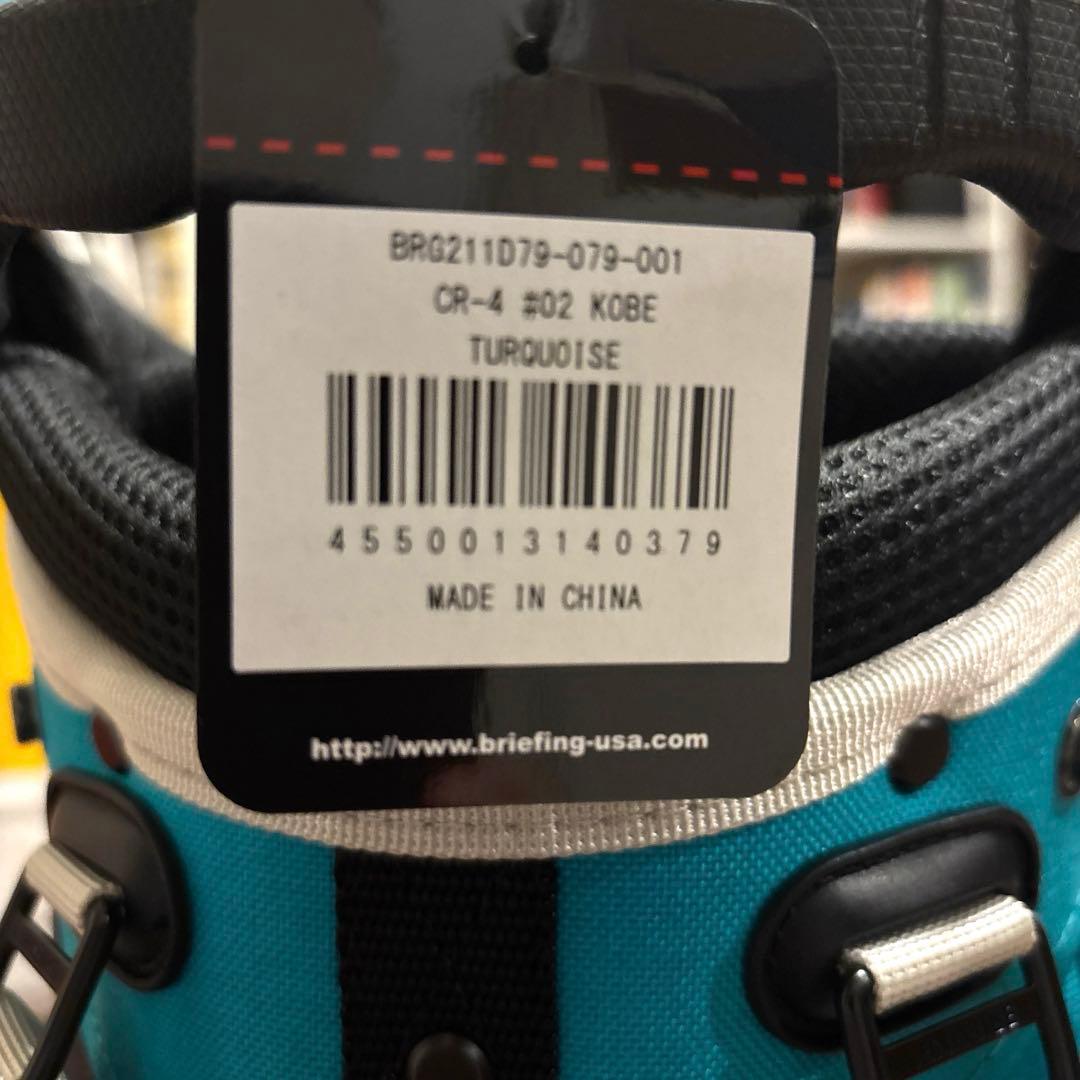 BRG211D79-079-001
CR-4 #02 KOBE
TURQUOISE
4550013140379
MADE IN CHINA
http://www.briefing-usa.com